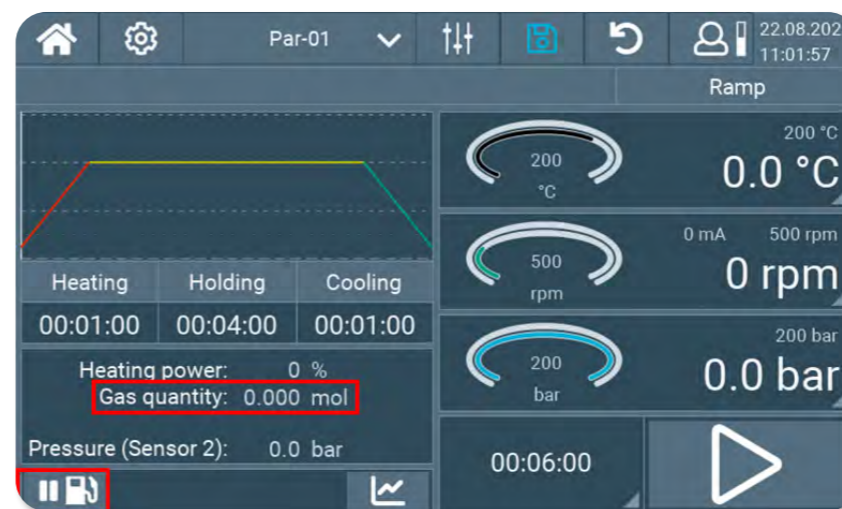 Par-01
22.08.202
11:01:57
Ramp
200
°C
200 °C
0.0 °C
500
rpm
0 mA 500 rpm
0 rpm
Heating Holding Cooling
00:01:00 00:04:00 00:01:00
200
bar
200 bar
0.0 bar
Heating power: 0 %
Gas quantity: 0.000 mol
Pressure (Sensor 2): 0.0 bar
00:06:00